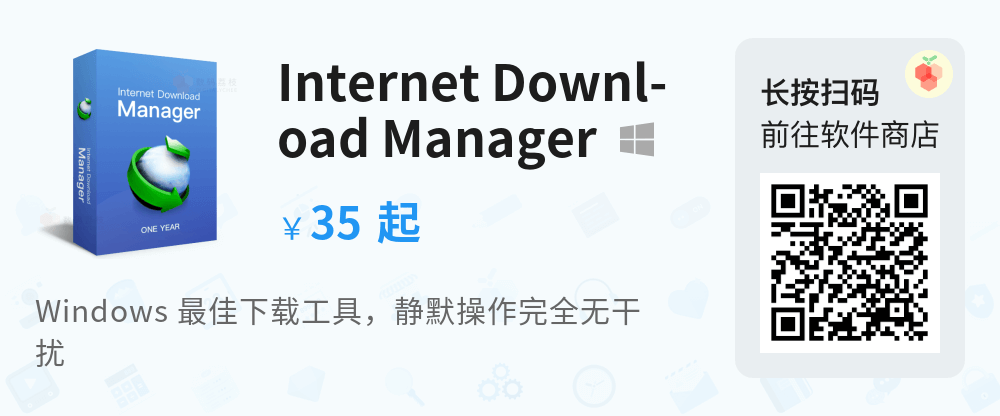 Internet Download
Manager
Internet Download
Manager
ONE YEAR
Internet Downl-
oad Manager
¥ 35 起
Windows 最佳下载工具，静默操作完全无干
扰
长按扫码
前往软件商店